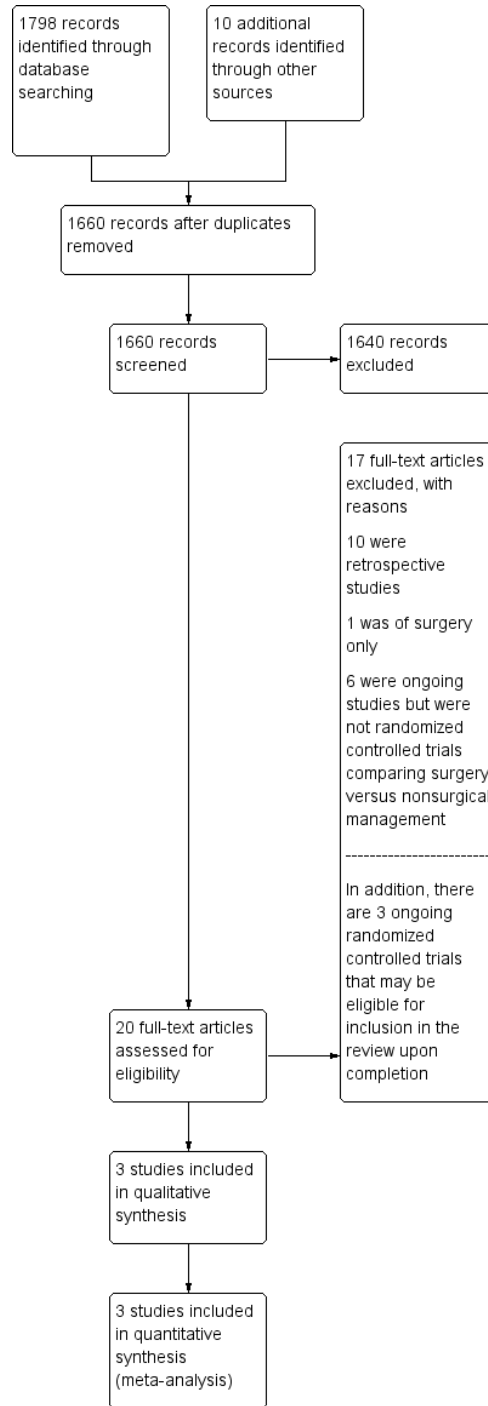 1798 records
identified through
database
searching
10 additional
records identified
through other
sources
1660 records after duplicates
removed
1660 records
screened
1640 records
excluded
17 full-text articles
excluded, with
reasons
10 were
retrospective
studies
1 was of surgery
only
6 were ongoing
studies but were
not randomized
controlled trials
comparing surgery
versus nonsurgical
management
------------------------
In addition, there
are 3 ongoing
randomized
controlled trials
that may be
eligible for
inclusion in the
review upon
completion
20 full-text articles
assessed for
eligibility
3 studies included
in qualitative
synthesis
3 studies included
in quantitative
synthesis
(meta-analysis)